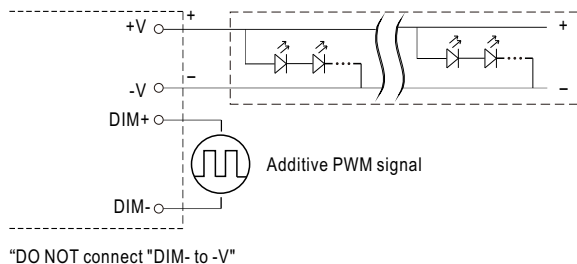 +V
+
-V
−
+
−
DIM+
Additive PWM signal
DIM-
“DO NOT connect "DIM- to -V"